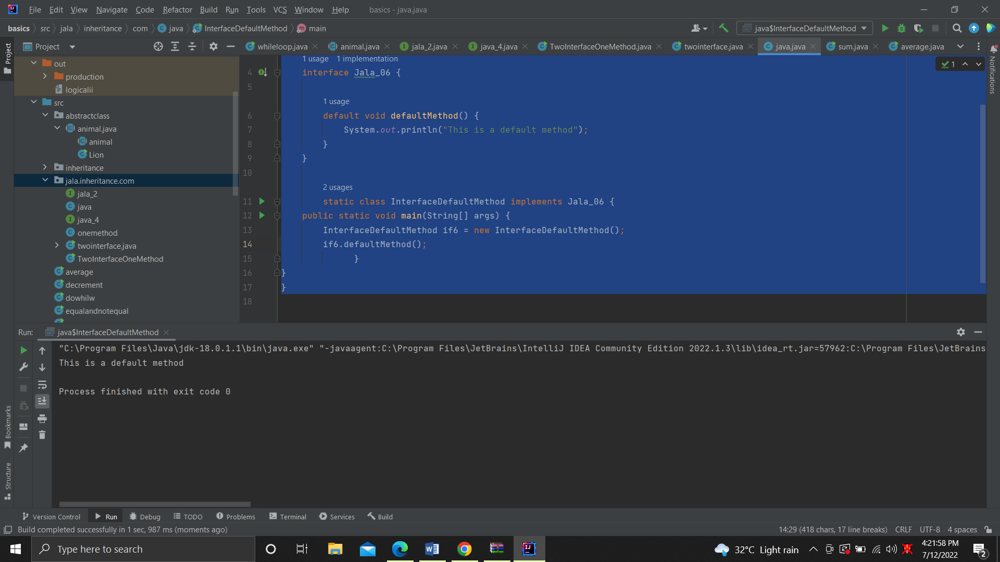 File Edit View Navigate Code Refactor Build Run Tools VCS Window Help basics - java.java
basics src jala inheritance com java InterfaceDefaultMethod main java$InterfaceDefaultMethod
Project
whileloop.java animal.java jala_2.java java_4.java TwoInterfaceOneMethod.java twointerface.java java.java sum.java average.java
Project
Notifications
out
production
logicalii
src
abstractclass
animal.java
animal
Lion
inheritance
jala.inheritance.com
jala_2
java
java_4
onemethod
twointerface.java
TwoInterfaceOneMethod
average
decrement
dowhilw
equalandnotequal
1 usage 1 implementation
1
4 interface Jala_06 {
5
1 usage
6 default void defaultMethod() {
7 System.out.println("This is a default method");
8 }
9 }
10
2 usages
11 static class InterfaceDefaultMethod implements Jala_06 {
12 public static void main(String[] args) {
13 InterfaceDefaultMethod if6 = new InterfaceDefaultMethod();
14 if6.defaultMethod();
15 }
16 }
17 }
18
Run: java$InterfaceDefaultMethod
"C:\Program Files\Java\jdk-18.0.1.1\bin\java.exe" "-javaagent:C:\Program Files\JetBrains\IntelliJ IDEA Community Edition 2022.1.3\lib\idea_rt.jar=57962:C:\Program Files\JetBrains
This is a default method
Process finished with exit code 0
Bookmarks
Structure
Version Control Run Debug TODO Problems Terminal Services Build
Build completed successfully in 1 sec, 987 ms (moments ago) 14:29 (418 chars, 17 line breaks) CRLF UTF-8 4 spaces
Type here to search 32°C Light rain 4:21:58 PM
7/12/2022 2